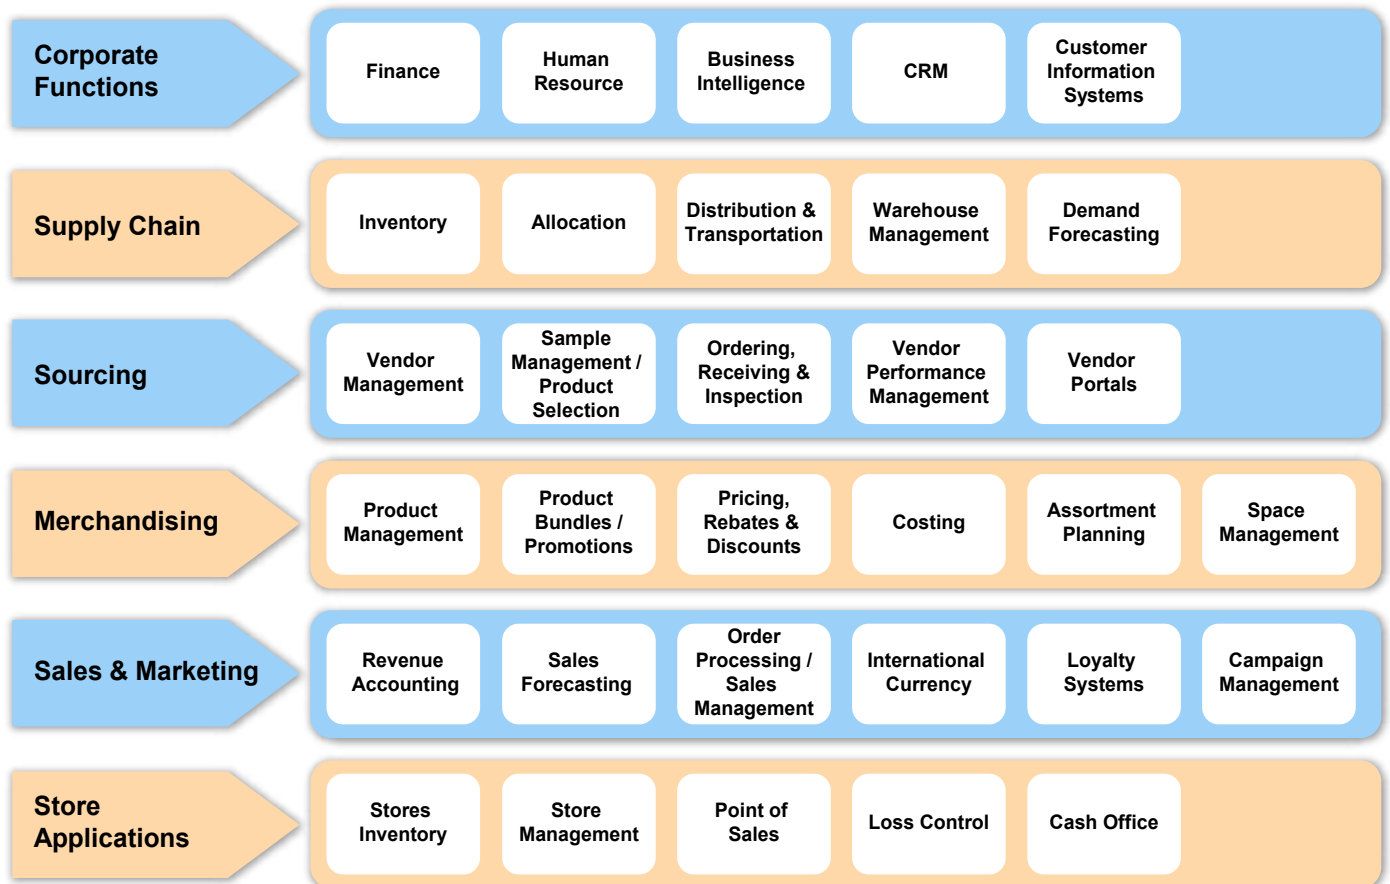 Corporate
Functions
Finance
Human
Resource
Business
Intelligence
CRM
Customer
Information
Systems
Supply Chain
Inventory
Allocation
Distribution &
Transportation
Warehouse
Management
Demand
Forecasting
Sourcing
Vendor
Management
Sample
Management /
Product
Selection
Ordering,
Receiving &
Inspection
Vendor
Performance
Management
Vendor
Portals
Merchandising
Product
Management
Product
Bundles /
Promotions
Pricing,
Rebates &
Discounts
Costing
Assortment
Planning
Space
Management
Sales & Marketing
Revenue
Accounting
Sales
Forecasting
Order
Processing /
Sales
Management
International
Currency
Loyalty
Systems
Campaign
Management
Store
Applications
Stores
Inventory
Store
Management
Point of
Sales
Loss Control
Cash Office